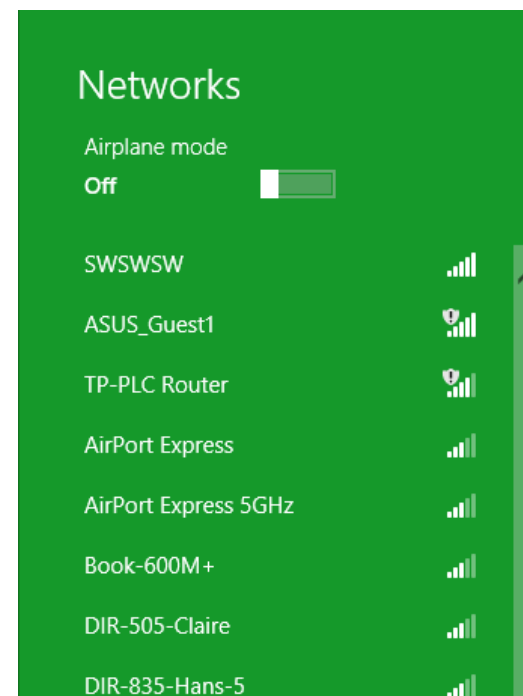 Networks
Airplane mode
Off
SWSWSW
ASUS_Guest1
TP-PLC Router
AirPort Express
AirPort Express 5GHz
Book-600M+
DIR-505-Claire
DIR-835-Hans-5